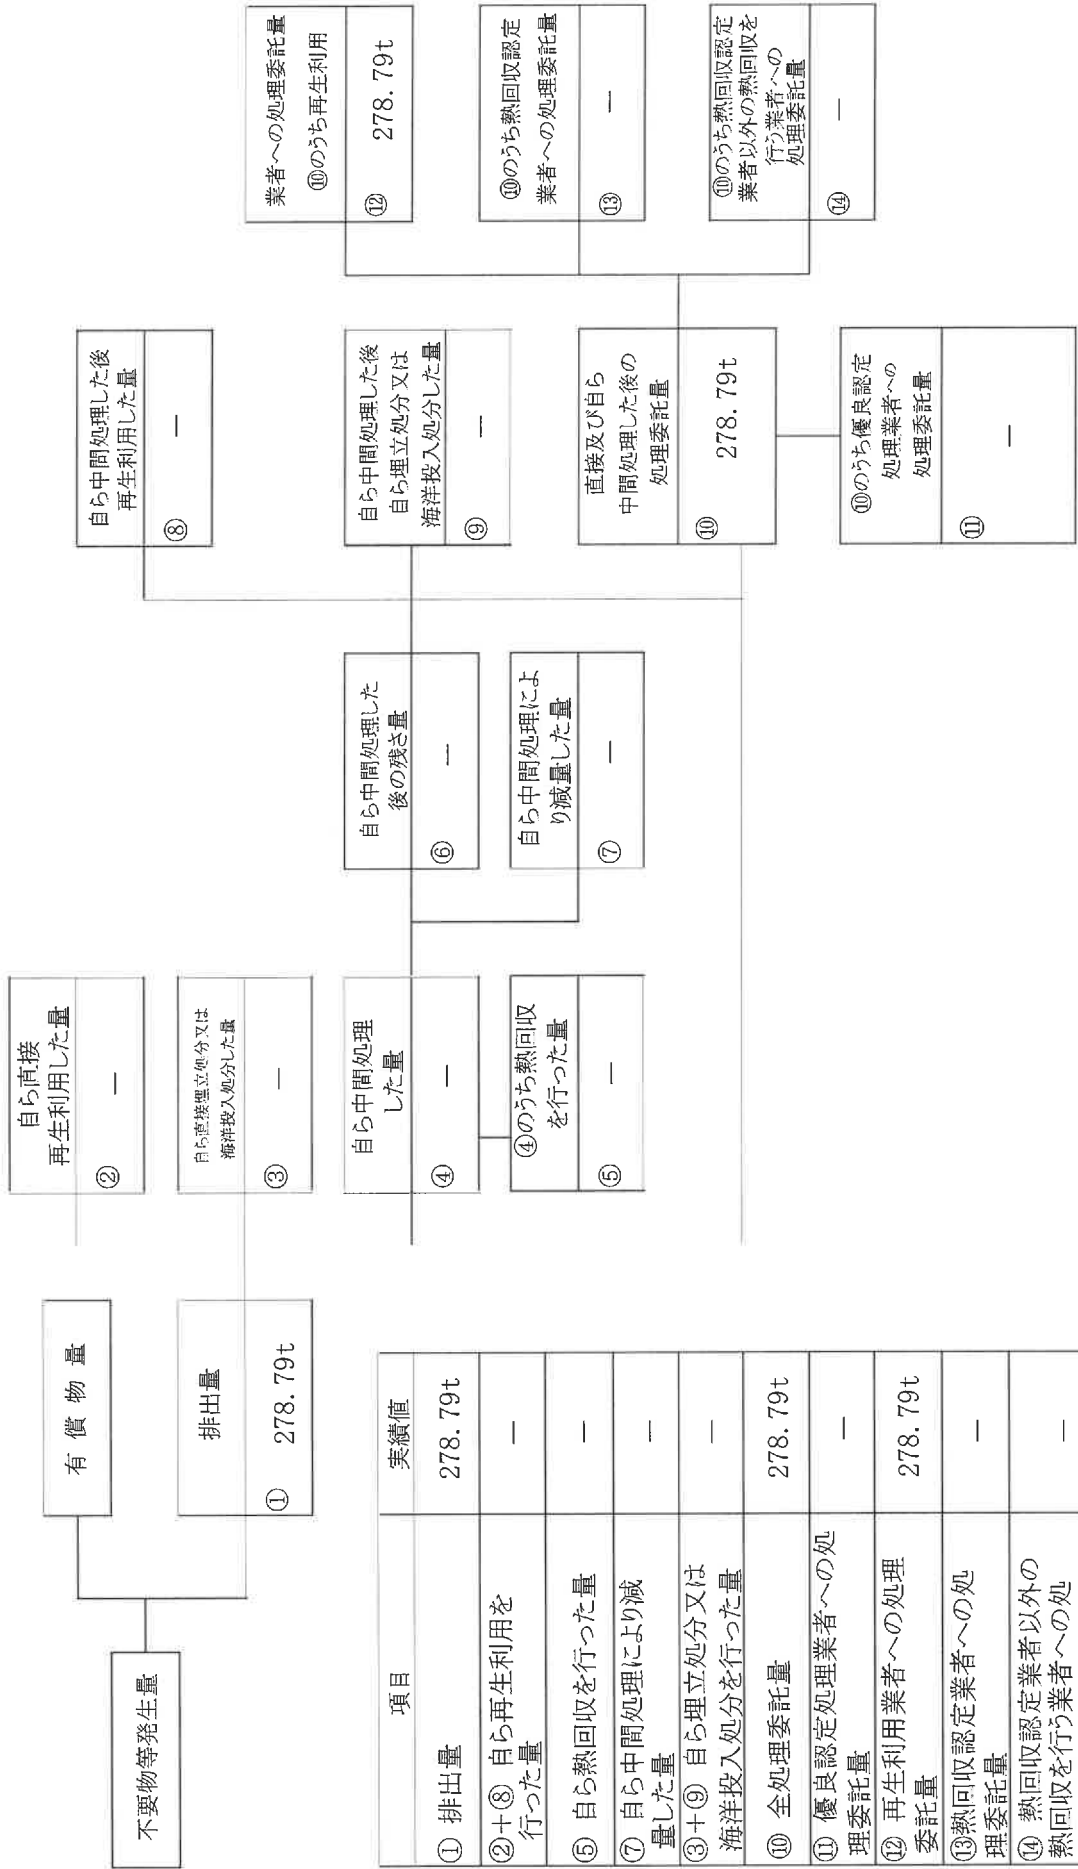 不要物等発生量
有償物量
排出量
① 278.79t
自ら直接
再生利用した量
② ―
自ら直接埋立処分又は
海洋投入処分した量
③ ―
自ら中間処理
した量
④ ―
④のうち熱回収
を行った量
⑤ ―
自ら中間処理した
後の残さ量
⑥ ―
自ら中間処理によ
り減量した量
⑦ ―
自ら中間処理した後
再生利用した量
⑧ ―
自ら中間処理した後
自ら埋立処分又は
海洋投入処分した量
⑨ ―
直接及び自ら
中間処理した後の
処理委託量
⑩ 278.79t
⑩のうち優良認定
処理業者への
処理委託量
⑪ ―
業者への処理委託量
⑩のうち再生利用
⑫ 278.79t
⑩のうち熱回収認定
業者への処理委託量
⑬ ―
⑩のうち熱回収認定
業者以外の熱回収を
行う業者への
処理委託量
⑭ ―
項目 実績値
① 排出量 278.79t
②+⑧ 自ら再生利用を
行った量 ―
⑤ 自ら熱回収を行った量 ―
⑦ 自ら中間処理により減
量した量 ―
③+⑨ 自ら埋立処分又は
海洋投入処分を行った量 ―
⑩ 全処理委託量 278.79t
⑪ 優良認定処理業者への処
理委託量 ―
⑫ 再生利用業者への処理
委託量 278.79t
⑬熱回収認定業者への処
理委託量 ―
⑭ 熱回収認定業者以外の
熱回収を行う業者への処 ―